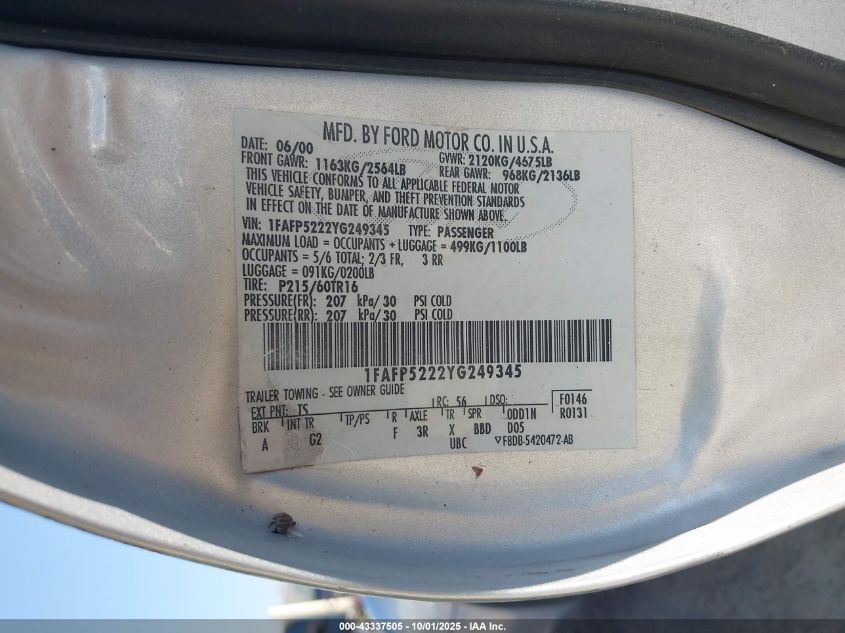 MFD. BY FORD MOTOR CO. IN U.S.A.
DATE: 06/00 GVWR: 2120KG/4675LB
FRONT GAWR: 1163KG/2564LB REAR GAWR: 968KG/2136LB
THIS VEHICLE CONFORMS TO ALL APPLICABLE FEDERAL MOTOR
VEHICLE SAFETY, BUMPER, AND THEFT PREVENTION STANDARDS
IN EFFECT ON THE DATE OF MANUFACTURE SHOWN ABOVE.
VIN: 1FAFP5222YG249345 TYPE: PASSENGER
MAXIMUM LOAD = OCCUPANTS + LUGGAGE = 499KG/1100LB
OCCUPANTS = 5/6 TOTAL; 2/3 FR, 3 RR
LUGGAGE = 091KG/0200LB
TIRE: P215/60TR16
PRESSURE(FR): 207 kPa/30 PSI COLD
PRESSURE(RR): 207 kPa/30 PSI COLD
1FAFP5222YG249345
TRAILER TOWING - SEE OWNER GUIDE
EXT PNT: TS RC: 56 DSO: F0146
BRK INT TR TP/PS R AXLE TR SPR ODD1N R0131
A G2 F 3R X BBD D05
UBC F8DB-5420472-AB
000-43337505 - 10/01/2025 - IAA Inc.